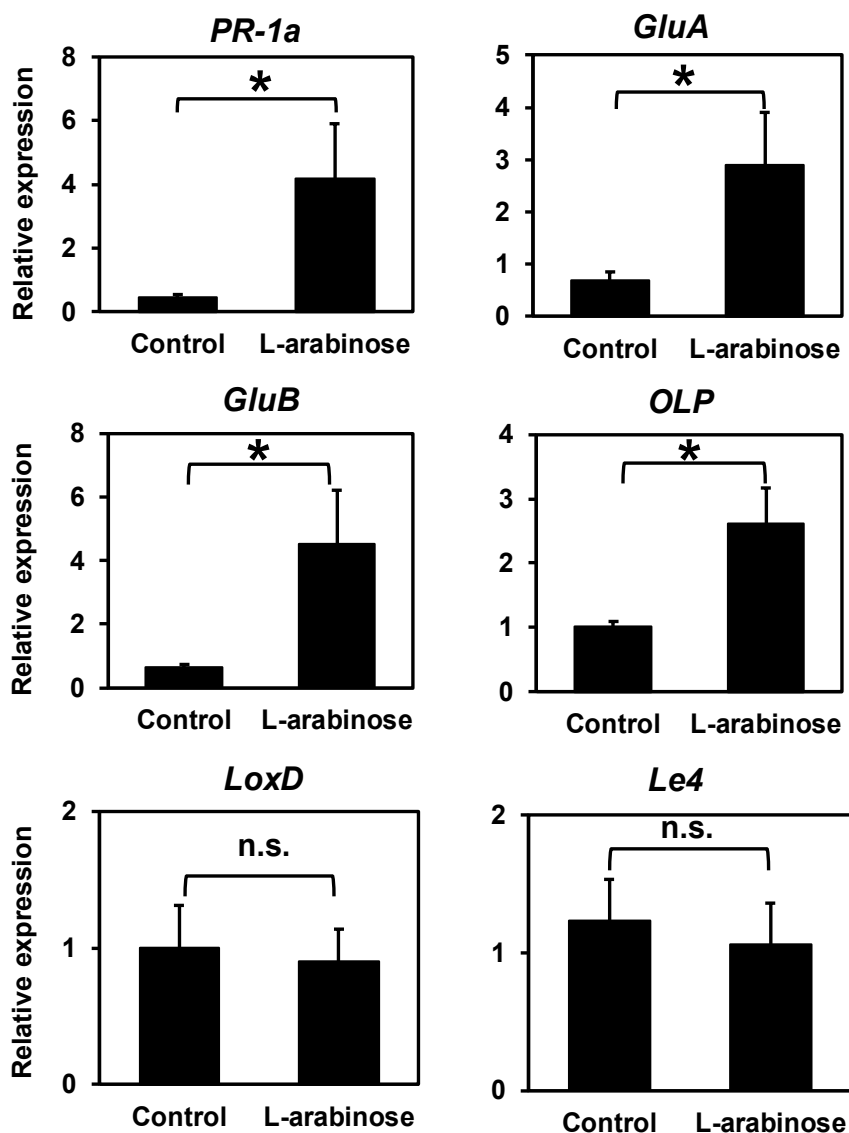 PR-1a
Relative expression
8
6
4
2
0
*
Control L-arabinose
GluA
5
4
3
2
1
0
*
Control L-arabinose
GluB
Relative expression
8
6
4
2
0
*
Control L-arabinose
OLP
4
3
2
1
0
*
Control L-arabinose
LoxD
Relative expression
2
1
0
n.s.
Control L-arabinose
Le4
2
1
0
n.s.
Control L-arabinose